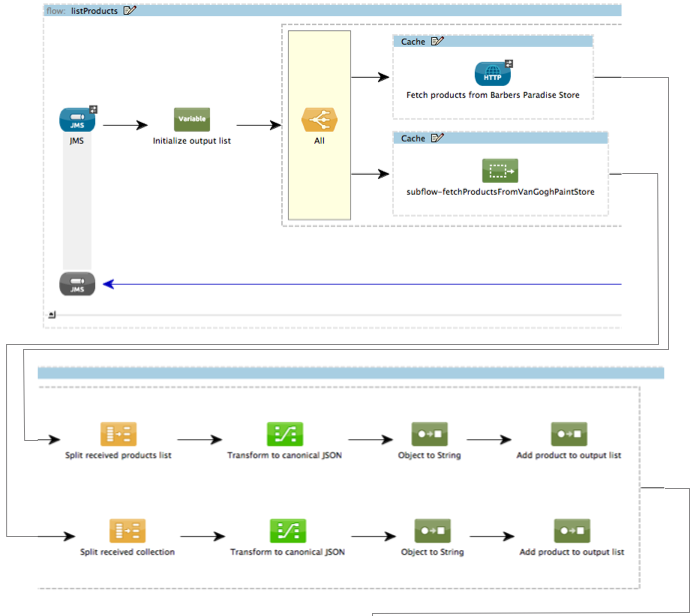 flow: listProducts
Cache
HTTP
Fetch products from Barbers Paradise Store
JMS
JMS
Variable
Initialize output list
All
Cache
subflow-fetchProductsFromVanGoghPaintStore
JMS
Split received products list
Transform to canonical JSON
Object to String
Add product to output list
Split received collection
Transform to canonical JSON
Object to String
Add product to output list